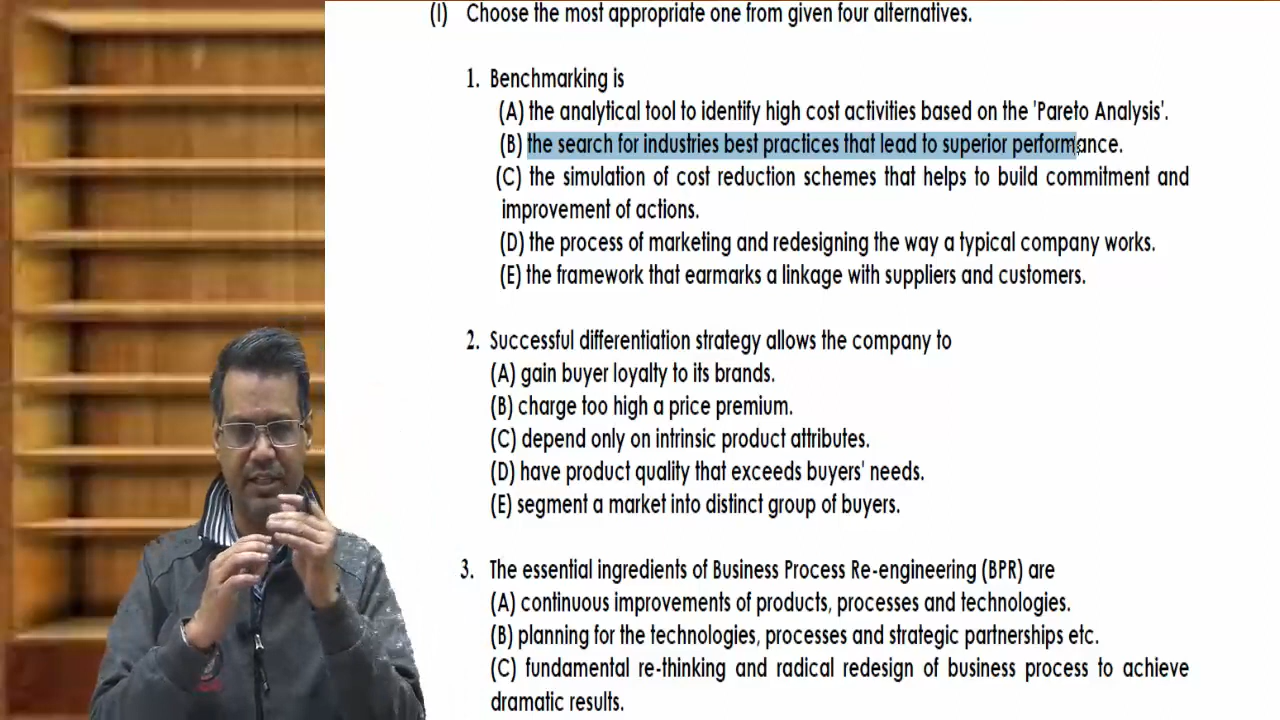 (I) Choose the most appropriate one from given four alternatives.
1. Benchmarking is
(A) the analytical tool to identify high cost activities based on the 'Pareto Analysis'.
(B) the search for industries best practices that lead to superior performance.
(C) the simulation of cost reduction schemes that helps to build commitment and
improvement of actions.
(D) the process of marketing and redesigning the way a typical company works.
(E) the framework that earmarks a linkage with suppliers and customers.
2. Successful differentiation strategy allows the company to
(A) gain buyer loyalty to its brands.
(B) charge too high a price premium.
(C) depend only on intrinsic product attributes.
(D) have product quality that exceeds buyers' needs.
(E) segment a market into distinct group of buyers.
3. The essential ingredients of Business Process Re-engineering (BPR) are
(A) continuous improvements of products, processes and technologies.
(B) planning for the technologies, processes and strategic partnerships etc.
(C) fundamental re-thinking and radical redesign of business process to achieve
dramatic results.